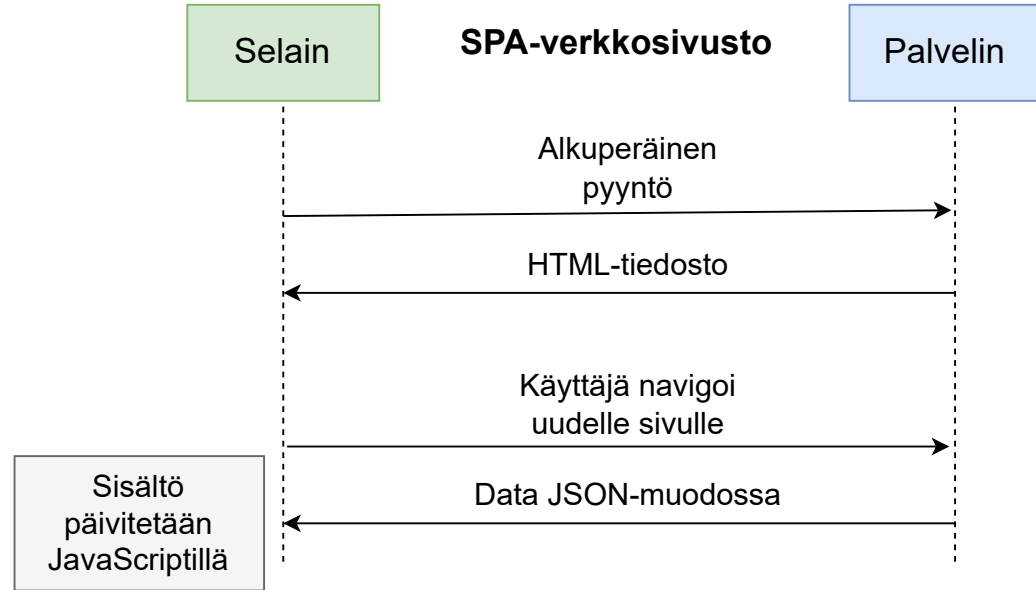 Selain
SPA-verkkosivusto
Palvelin
Alkuperäinen
pyyntö
HTML-tiedosto
Käyttäjä navigoi
uudelle sivulle
Data JSON-muodossa
Sisältö
päivitetään
JavaScriptillä